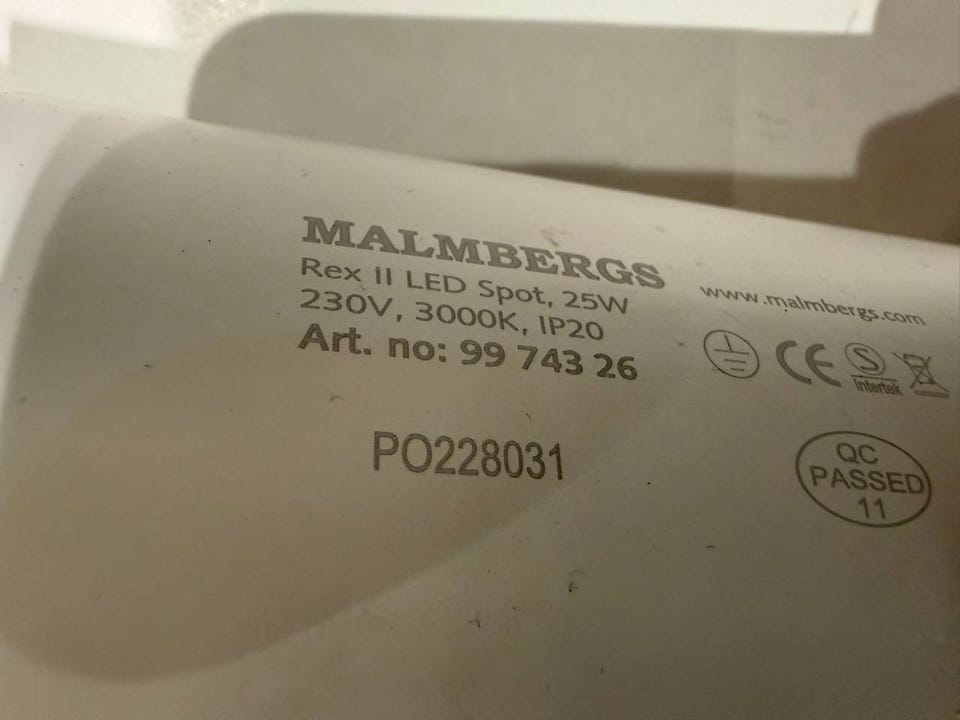 MALMBERGS
Rex II LED Spot, 25W
230V, 3000K, IP20
Art. no: 99 743 26
www.malmbergs.com
CE
S
Intertek
PO228031
QC
PASSED
11